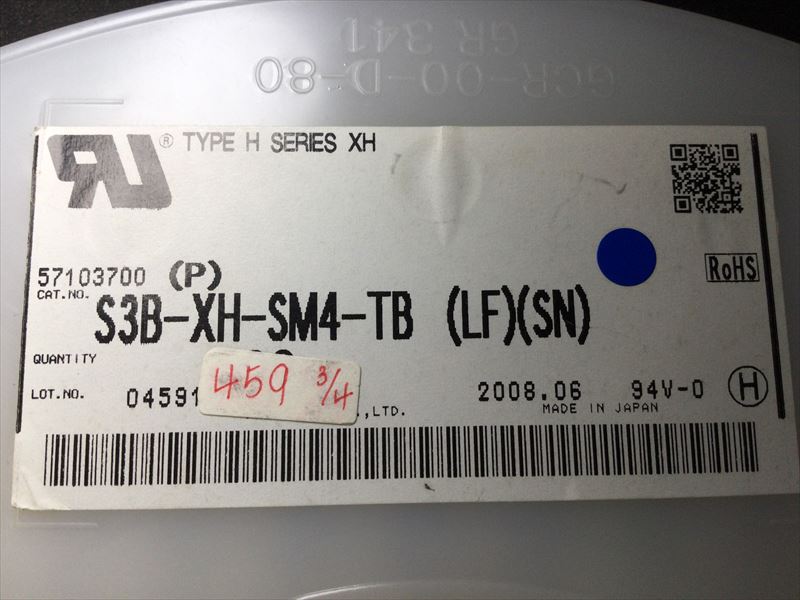 GR 341
GCR-00-D-80
® TYPE H SERIES XH
57103700 (P)
RoHS
CAT.NO. S3B-XH-SM4-TB (LF)(SN)
QUANTITY
LOT.NO. 04591 459 3/4 2008.06 94V-0 H
,LTD. MADE IN JAPAN